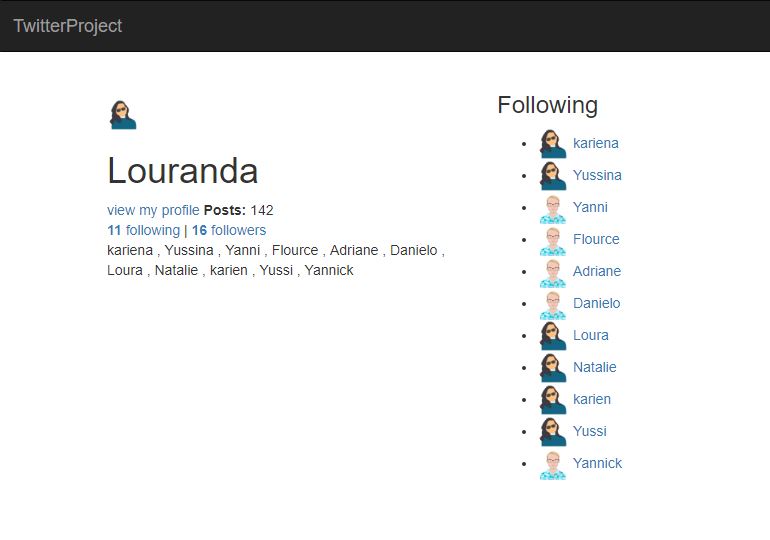 TwitterProject
Louranda
view my profile Posts: 142
11 following | 16 followers
kariena , Yussina , Yanni , Flource , Adriane , Danielo ,
Loura , Natalie , karien , Yussi , Yannick
Following
kariena
Yussina
Yanni
Flource
Adriane
Danielo
Loura
Natalie
karien
Yussi
Yannick